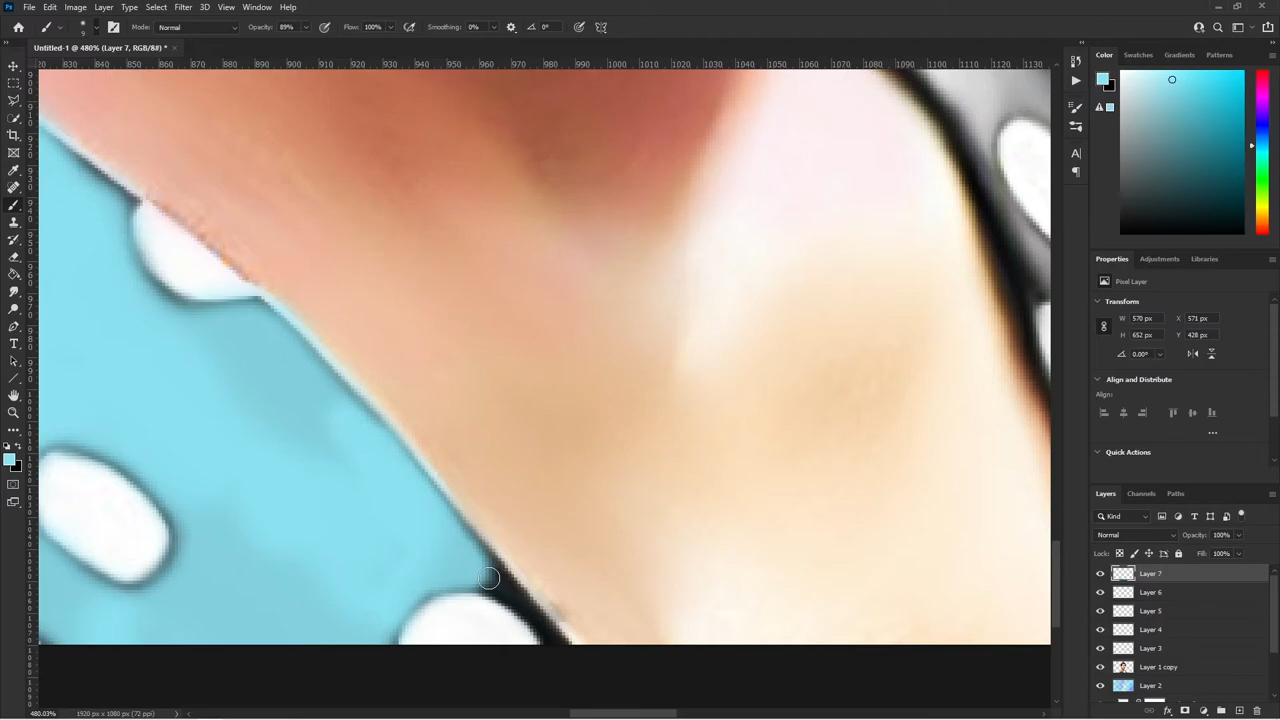 File Edit Image Layer Type Select Filter 3D View Window Help
9 Mode: Normal Opacity: 89% Flow: 100% Smoothing: 0% 0°
Untitled-1 @ 480% (Layer 7, RGB/8#) * ×
830 840 850 860 870 880 890 900 910 920 930 940 950 960 970 980 990 1000 1010 1020 1030 1040 1050 1060 1070 1080 1090 1100 1110 1120 1130
Color Swatches Gradients Patterns
Properties Adjustments Libraries
Pixel Layer
Transform
W 570 px X 571 px
H 652 px Y 428 px
0.00°
Align and Distribute
Align:
Quick Actions
Layers Channels Paths
Kind
Normal Opacity: 100%
Lock: Fill: 100%
Layer 7
Layer 6
Layer 5
Layer 4
Layer 3
Layer 1 copy
Layer 2
480.03% 1920 px x 1080 px (72 ppi)